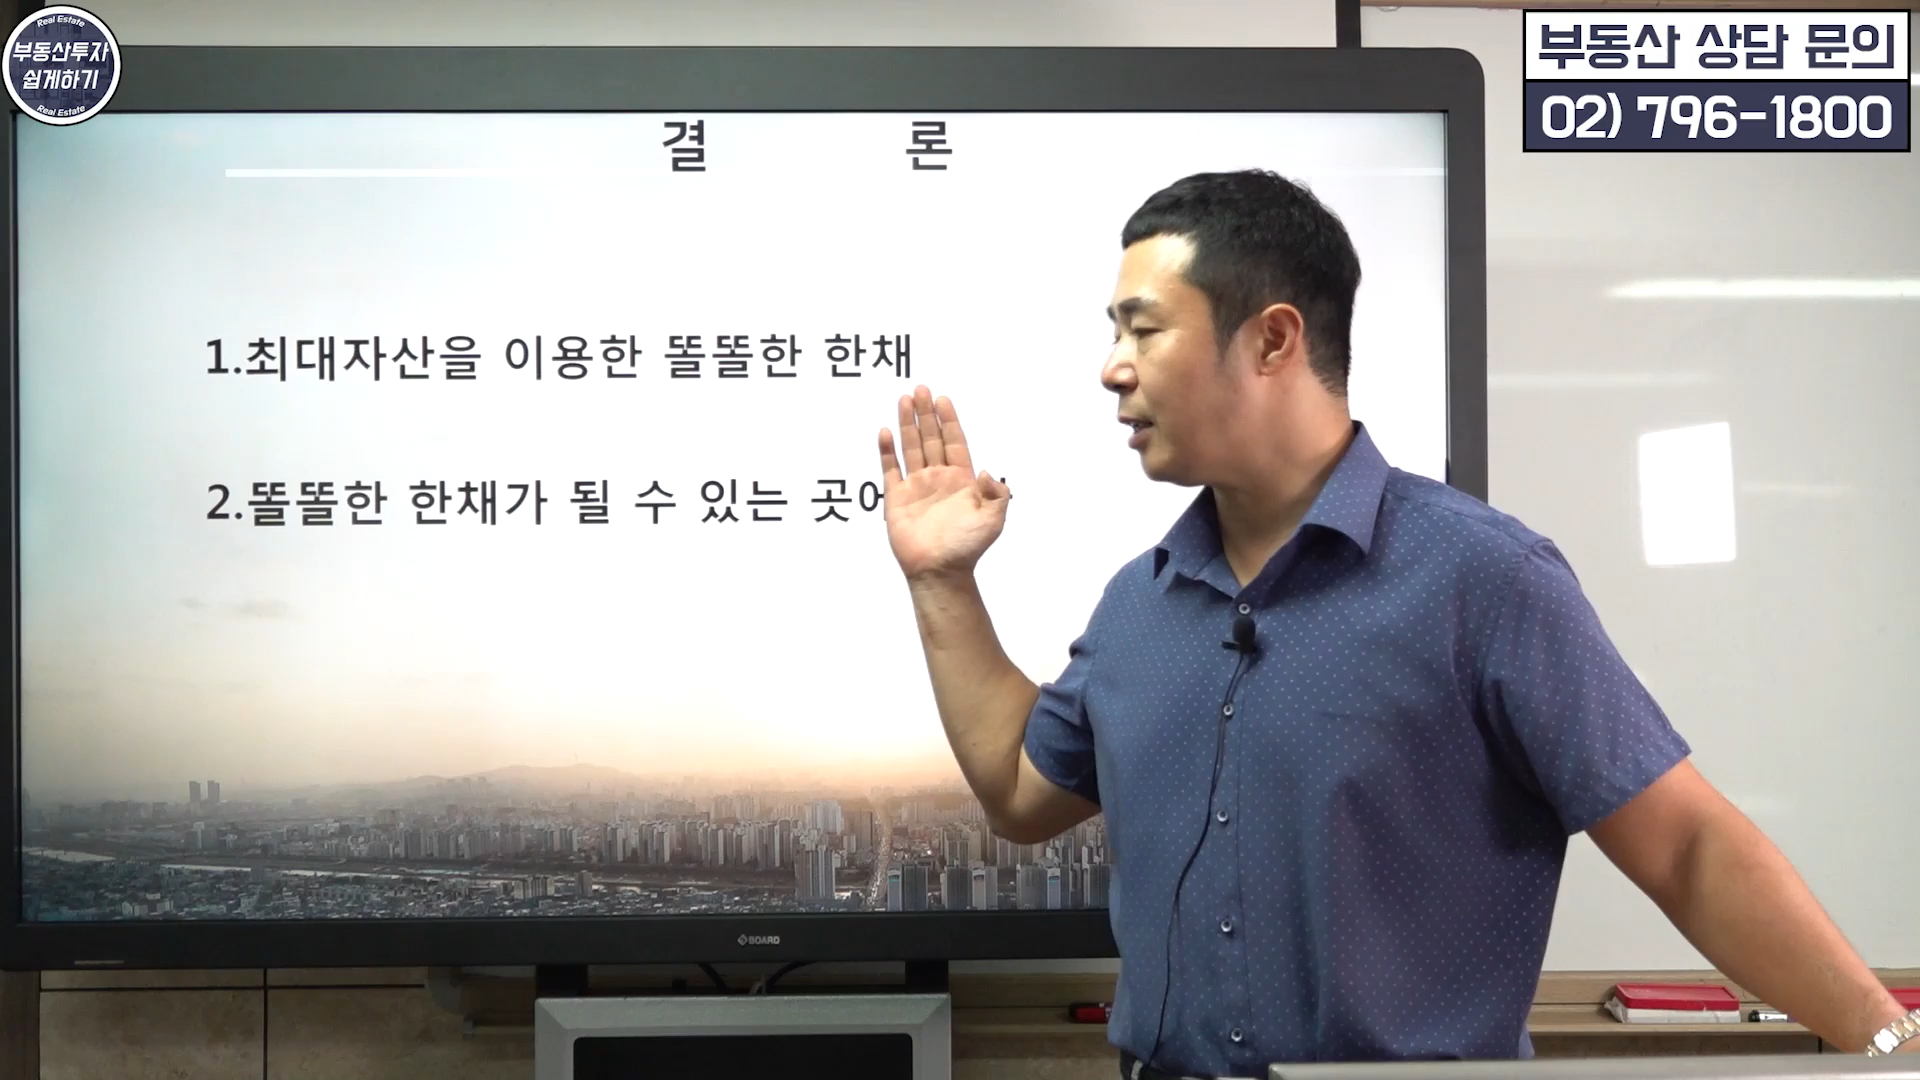 Real Estate
부동산투자
쉽게하기
Real Estate
부동산 상담 문의
02) 796-1800
결 론
1.최대자산을 이용한 똘똘한 한채
2.똘똘한 한채가 될 수 있는 곳에
BOARD